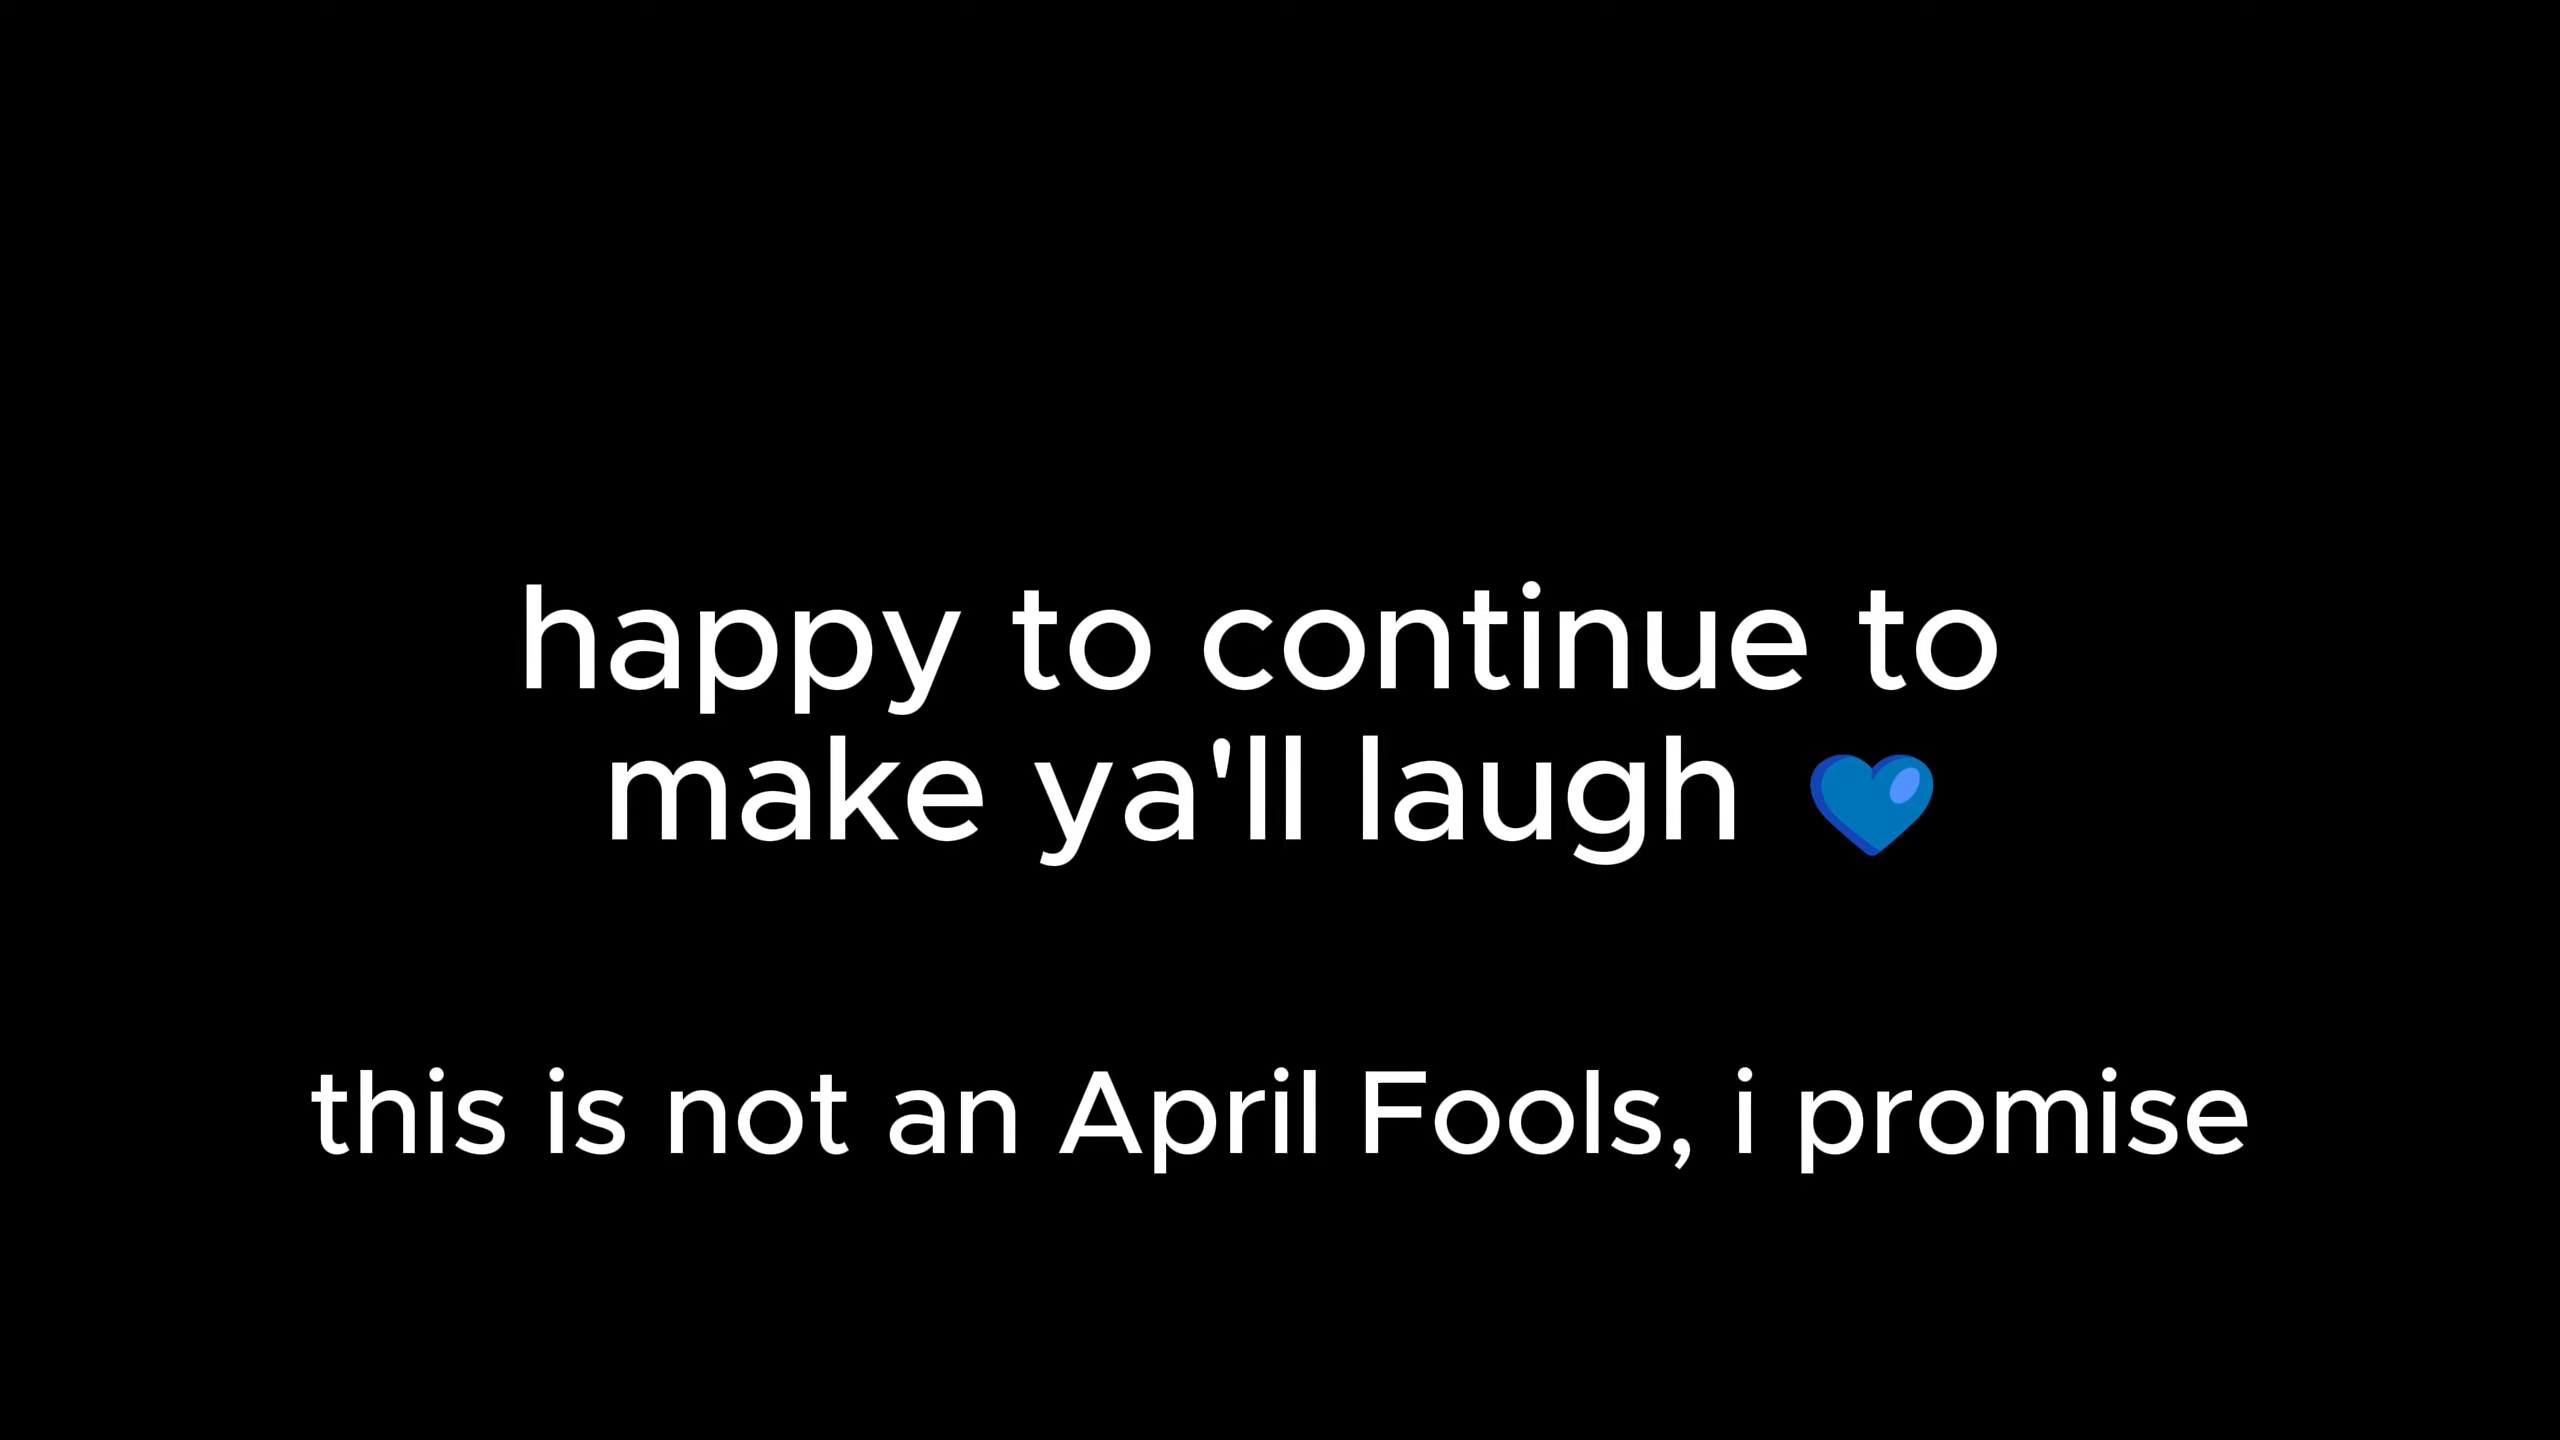 happy to continue to
make ya'll laugh 💙
this is not an April Fools, i promise